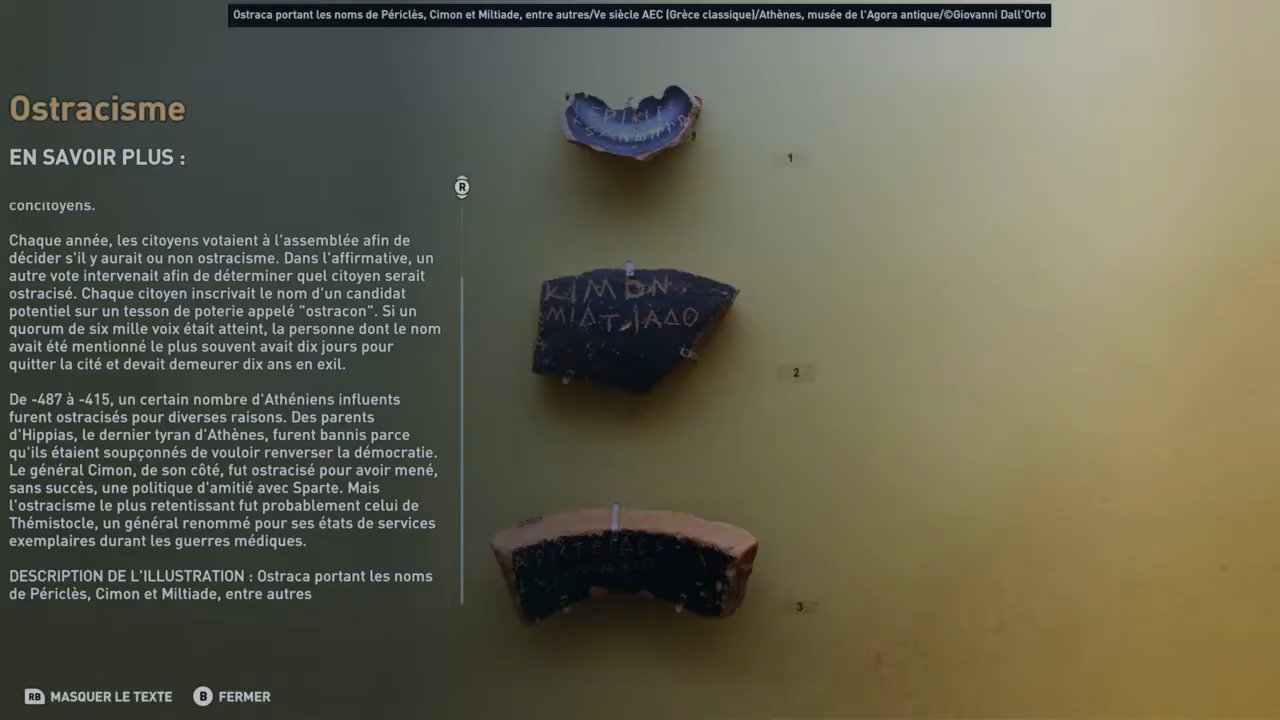 Ostraca portant les noms de Périclès, Cimon et Miltiade, entre autres/Ve siècle AEC (Grèce classique)/Athènes, musée de l'Agora antique/©Giovanni Dall'Orto
Ostracisme
EN SAVOIR PLUS :
R
concitoyens.
Chaque année, les citoyens votaient à l'assemblée afin de
décider s'il y aurait ou non ostracisme. Dans l'affirmative, un
autre vote intervenait afin de déterminer quel citoyen serait
ostracisé. Chaque citoyen inscrivait le nom d'un candidat
potentiel sur un tesson de poterie appelé "ostracon". Si un
quorum de six mille voix était atteint, la personne dont le nom
avait été mentionné le plus souvent avait dix jours pour
quitter la cité et devait demeurer dix ans en exil.
De -487 à -415, un certain nombre d'Athéniens influents
furent ostracisés pour diverses raisons. Des parents
d'Hippias, le dernier tyran d'Athènes, furent bannis parce
qu'ils étaient soupçonnés de vouloir renverser la démocratie.
Le général Cimon, de son côté, fut ostracisé pour avoir mené,
sans succès, une politique d'amitié avec Sparte. Mais
l'ostracisme le plus retentissant fut probablement celui de
Thémistocle, un général renommé pour ses états de services
exemplaires durant les guerres médiques.
DESCRIPTION DE L'ILLUSTRATION : Ostraca portant les noms
de Périclès, Cimon et Miltiade, entre autres
1
ΚΙΜΟΝ
ΜΙΛΤΙΑΔΟ
2
3
RB MASQUER LE TEXTE
B FERMER